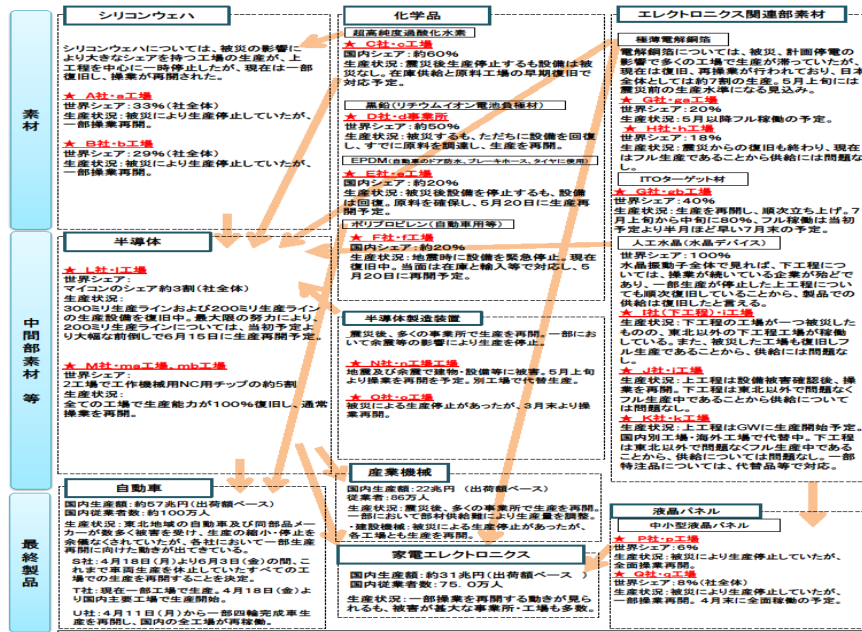 素材
シリコンウェハ
シリコンウェハについては、被災の影響に
より大きなシェアを持つ工場の生産が、上
工程を中心に一時停止したが、現在は一部
復旧し、操業が再開された。
★ A社・a工場
世界シェア：33%（社全体）
生産状況：被災により生産停止していたが、
一部操業再開。
★ B社・b工場
世界シェア：29%（社全体）
生産状況：被災により生産停止していたが、
一部操業再開。
化学品
超高純度過酸化水素
★ C社・c工場
国内シェア：約60%
生産状況：震災後生産停止するも設備は被
災なし。在庫供給と原料工場の早期復旧で
対応予定。
黒鉛（リチウムイオン電池負極材）
★ D社・d事業所
世界シェア：約50%
生産状況：被災するも、ただちに設備を回復
し、すでに原料を調達し、生産を再開。
EPDM（自動車のドア防水、ブレーキホース、タイヤに使用）
★ E社・e工場
国内シェア：約20%
生産状況：被災後設備を停止するも、設備
は回復。原料を確保し、5月20日に生産再
開予定。
ポリプロピレン（自動車用等）
★ F社・f工場
国内シェア：約20%
生産状況：地震時に設備を緊急停止。現在
復旧中。当面は在庫と輸入等で対応し、5
月20日に再開予定。
エレクトロニクス関連部素材
極薄電解銅箔
電解銅箔については、被災、計画停電の
影響で多くの工場で生産が滞っていたが、
現在は復旧、再操業が行われており、日本
全体としては約7割の生産。5月上旬には
震災前の生産水準になる見込み。
★ G社・ga工場
世界シェア：20%
生産状況：5月以降フル稼働の予定。
★ H社・h工場
世界シェア：18%
生産状況：震災からの復旧も終わり、現在
はフル生産であることから供給には問題な
し。
ITOターゲット材
★ G社・gb工場
世界シェア：40%
生産状況：生産を再開し、順次立ち上げ。7
月上旬から中旬に80%、フル稼働は当初
予定より半月ほど早い7月末の予定。
人工水晶（水晶デバイス）
世界シェア：100%
水晶振動子全体で見れば、下工程につ
いては、操業が続いている企業が殆どで
あり、一部生産が停止した上工程につい
ても順次復旧していることから、製品での
供給は復旧したと言える。
★ I社（下工程）・i工場
生産状況：下工程の工場が一つ被災した
ものの、東北以外の下工程工場が稼働
している。また、被災した工場も復旧しフ
ル生産であることから、供給には問題な
し。
★ J社・j工場
生産状況：上工程は設備被害確認後、操
業を再開。下工程は東北以外で問題なく
フル生産中であることから供給について
は問題なし。
★ K社・k工場
生産状況：上工程はGWに生産開始予定。
国内別工場・海外工場で代替中。下工程
は東北以外で問題なくフル生産中である
ことから、供給については問題なし。一部
特注品については、代替品等で対応。
中間部素材 等
半導体
★ L社・l工場
世界シェア：
マイコンのシェア約3割（社全体）
生産状況：
300ミリ生産ラインおよび200ミリ生産ライン
の生産設備を復旧中。最大限の努力により、
200ミリ生産ラインについては、当初予定よ
り大幅な前倒しで6月15日に生産再開予定。
★ M社・ma工場、mb工場
世界シェア：
2工場で工作機械用NC用チップの約5割
生産状況：
全ての工場で生産能力が100%復旧し、通常
操業を再開。
半導体製造装置
震災後、多くの事業所で生産を再開。一部にお
いて余震等の影響により生産を停止。
★ N社・n工場工場
地震及び余震で建物・設備等に被害。5月上旬
より操業を再開を予定。別工場で代替生産。
★ O社・o工場
被災による生産停止があったが、3月末より操
業再開。
最終製品
自動車
国内生産額：約57兆円（出荷額ベース）
国内従業者数：約100万人
生産状況：東北地域の自動車及び同部品メー
カーが数多く被害を受け、生産の縮小・停止を
余儀なくされていたが、各社において一部生産
再開に向けた動きが出てきている。
S社：4月18日（月）より6月3日（金）の間、こ
れまで車両生産を休止していたすべての工
場での生産を再開することを決定。
T社：現在一部工場で生産。4月18日（金）よ
り国内主要工場で生産開始。
U社：4月11日（月）から一部四輪完成車生
産を再開し、国内の全工場が再稼働。
産業機械
国内生産額：22兆円（出荷額ベース）
従業者：86万人
生産状況：震災後、多くの事業所で生産を再開。
一部において部材供給難により生産量を調整。
・建設機械：被災による生産停止があったが、
各工場とも生産を再開。
家電エレクトロニクス
国内生産額：約31兆円（出荷額ベース ）
国内従業者数：75．0万人
生産状況：一部操業を再開する動きが見ら
れるも、被害が甚大な事業所・工場も多数。
液晶パネル
中小型液晶パネル
★ P社・p工場
世界シェア：6%
生産状況：被災により生産停止していたが、
全面操業再開。
★ Q社・q工場
世界シェア：8%（社全体）
生産状況：被災により生産停止していたが、
一部操業再開。4月末に全面稼働の予定。